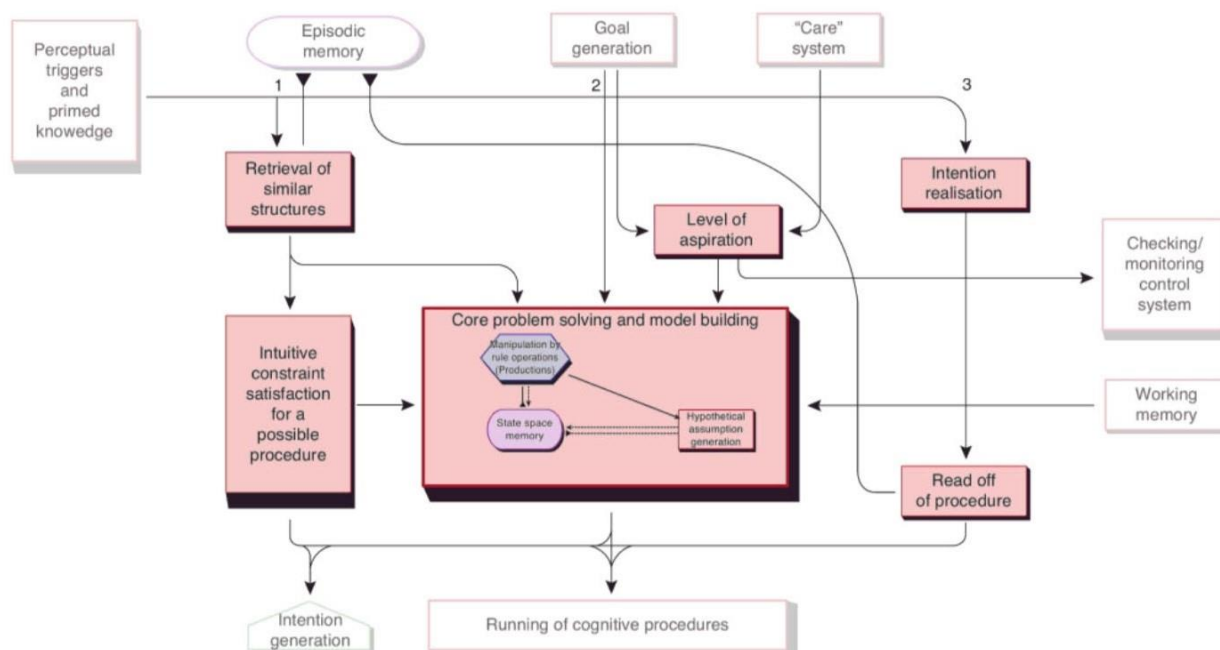 Perceptual
triggers
and
primed
knowedge
Episodic
memory
Goal
generation
“Care”
system
1
2
3
Retrieval of
similar
structures
Intention
realisation
Level of
aspiration
Checking/
monitoring
control
system
Intuitive
constraint
satisfaction
for a
possible
procedure
Core problem solving and model building
Manipulation by
rule operations
(Productions)
State space
memory
Hypothetical
assumption
generation
Working
memory
Read off
of procedure
Intention
generation
Running of cognitive procedures